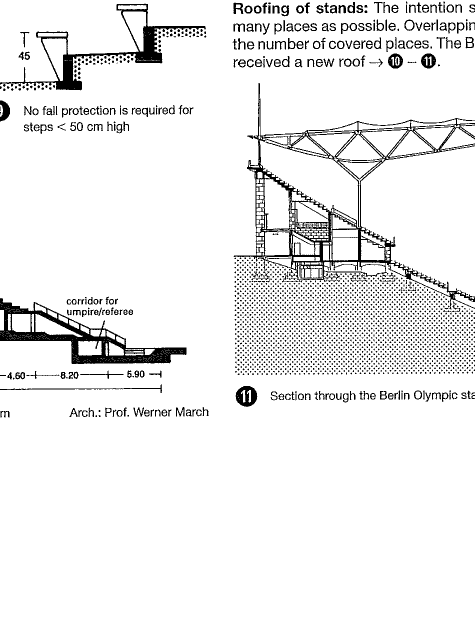 45
No fall protection is required for
steps < 50 cm high
corridor for
umpire/referee
4.60 8.20 5.90
Arch.: Prof. Werner March
Roofing of stands: The intention
many places as possible. Overlappin
the number of covered places. The B
received a new roof → 10 – 11.
11 Section through the Berlin Olympic sta